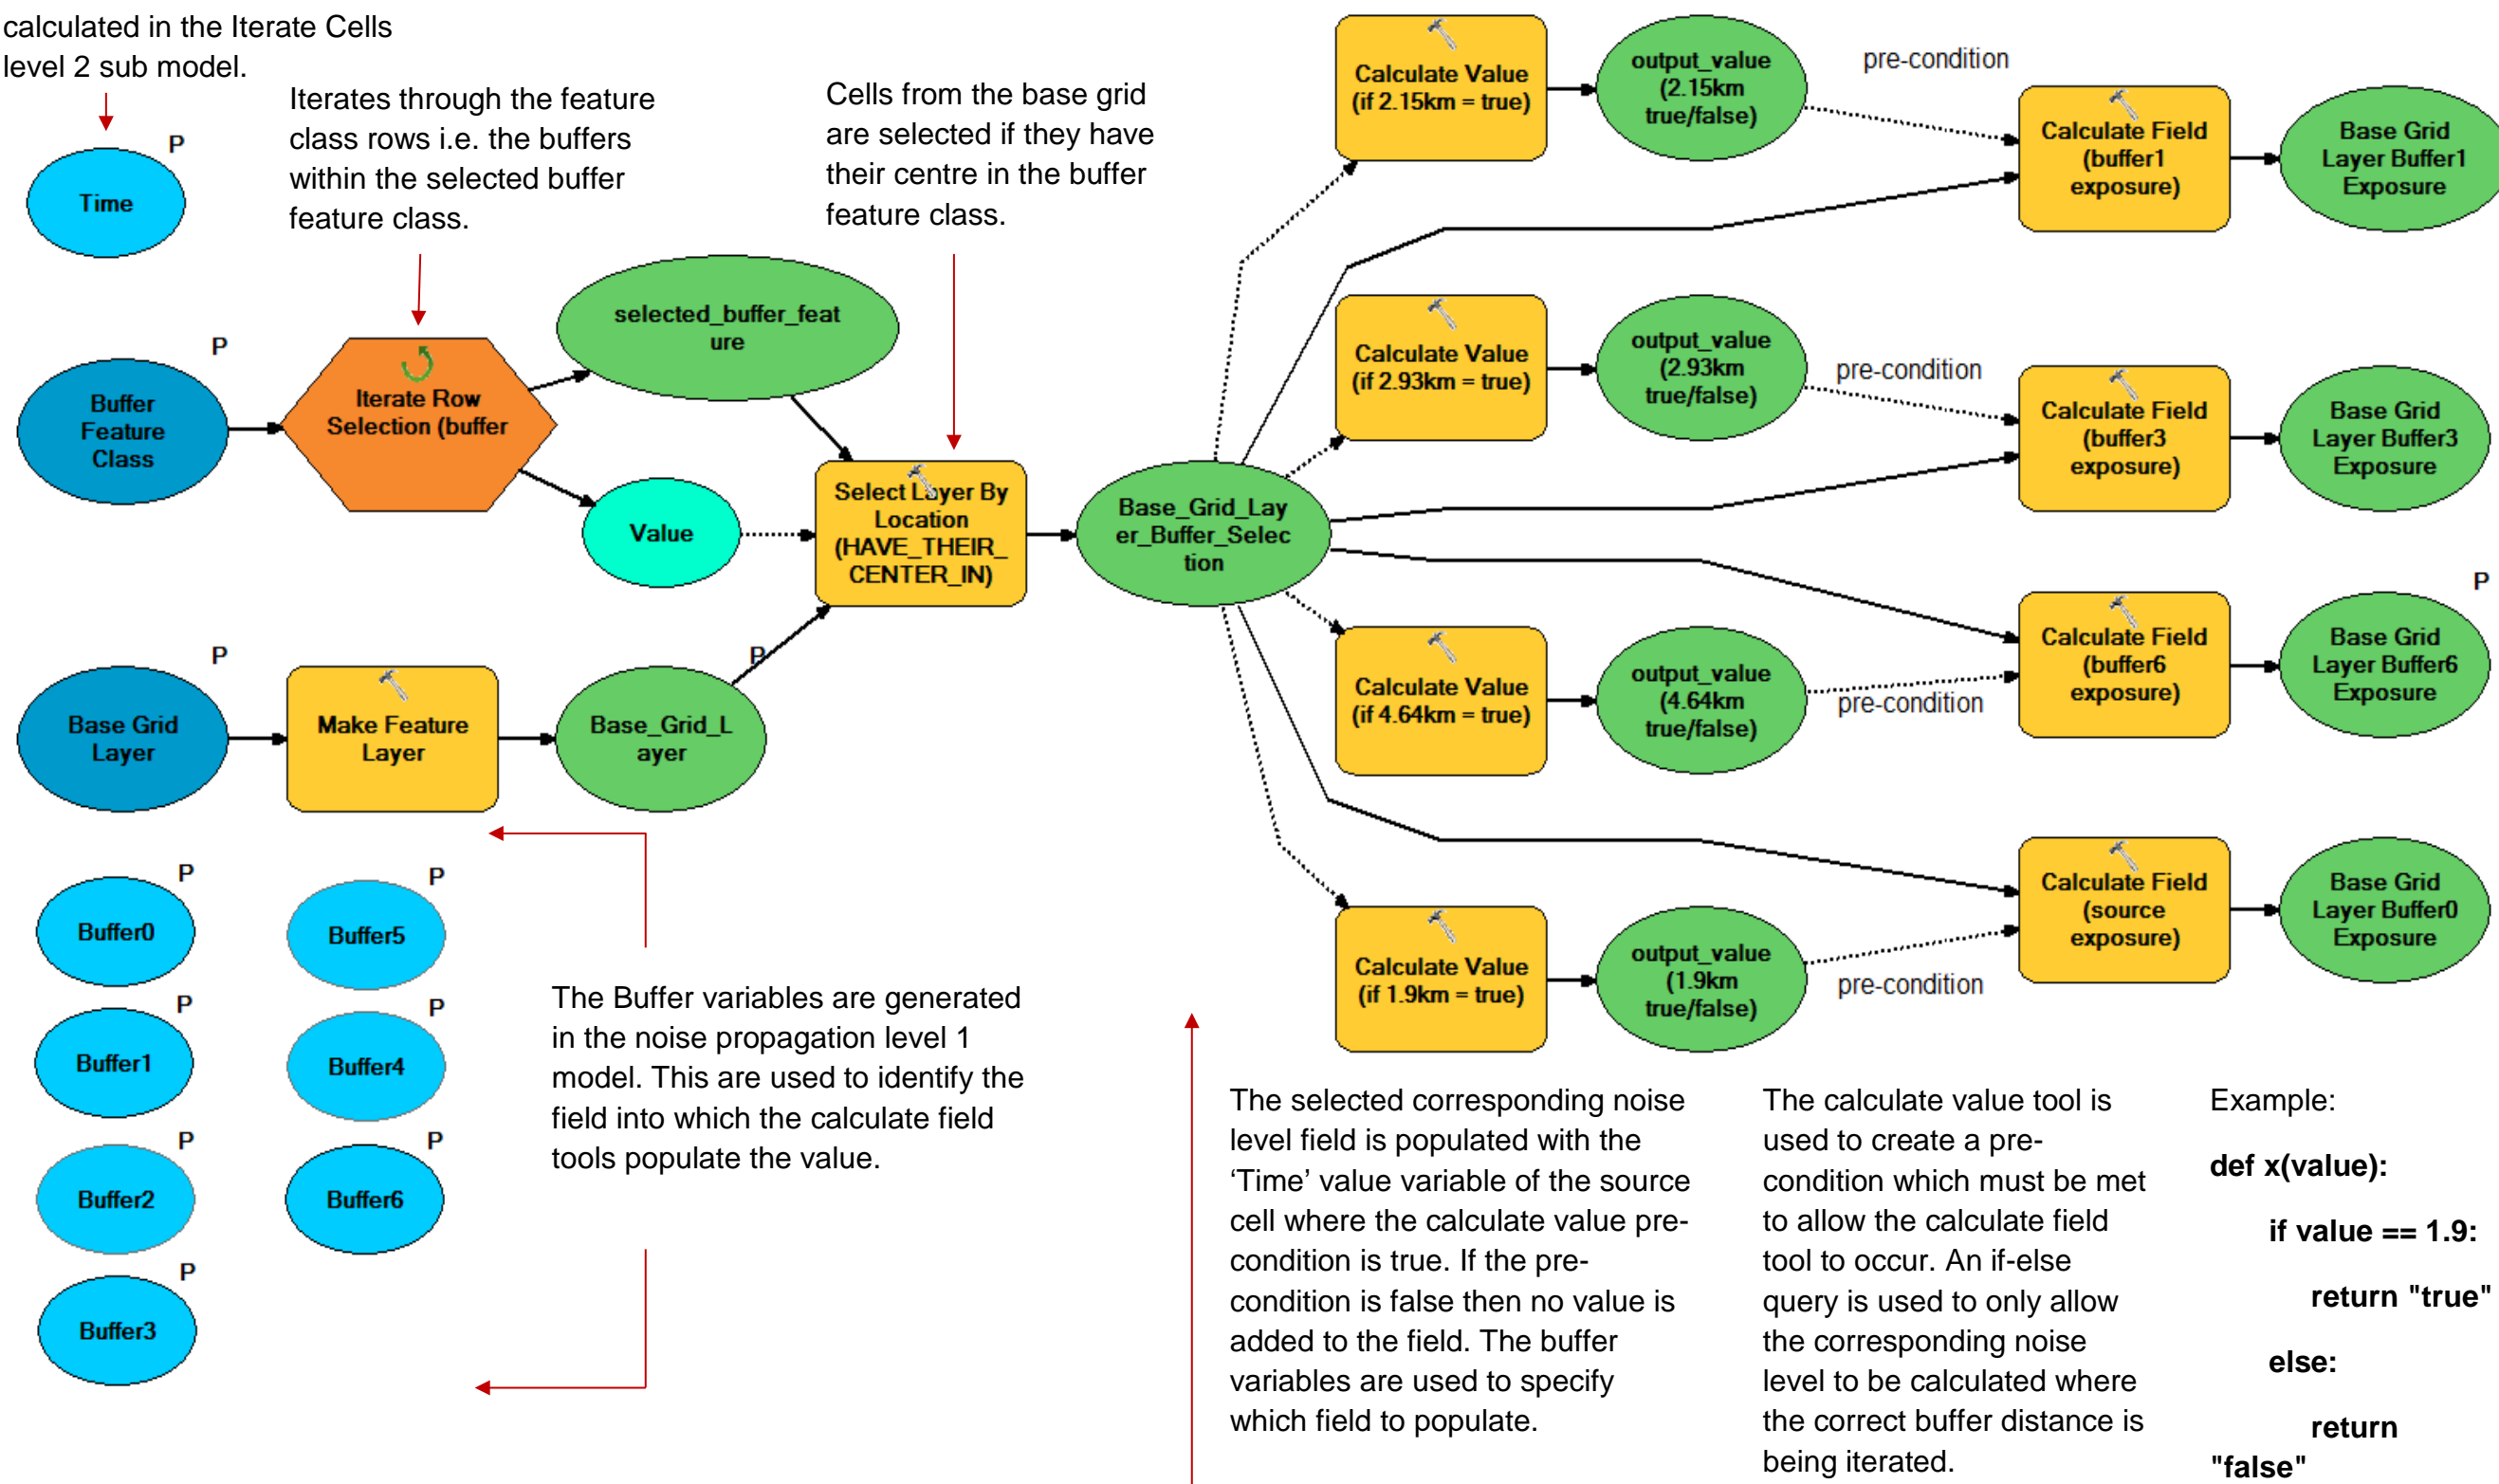 calculated in the Iterate Cells
level 2 sub model.
Iterates through the feature
class rows i.e. the buffers
within the selected buffer
feature class.
Cells from the base grid
are selected if they have
their centre in the buffer
feature class.
P
Time
P
Buffer
Feature
Class
Iterate Row
Selection (buffer
selected_buffer_feat
ure
Value
Select Layer By
Location
(HAVE_THEIR_
CENTER_IN)
P
Base Grid
Layer
Make Feature
Layer
P
Base_Grid_L
ayer
Base_Grid_Lay
er_Buffer_Selec
tion
Calculate Value
(if 2.15km = true)
output_value
(2.15km
true/false)
pre-condition
Calculate Field
(buffer1
exposure)
Base Grid
Layer Buffer1
Exposure
Calculate Value
(if 2.93km = true)
output_value
(2.93km
true/false)
pre-condition
Calculate Field
(buffer3
exposure)
Base Grid
Layer Buffer3
Exposure
Calculate Value
(if 4.64km = true)
output_value
(4.64km
true/false)
pre-condition
Calculate Field
(buffer6
exposure)
P
Base Grid
Layer Buffer6
Exposure
Calculate Value
(if 1.9km = true)
output_value
(1.9km
true/false)
pre-condition
Calculate Field
(source
exposure)
Base Grid
Layer Buffer0
Exposure
P
Buffer0
P
Buffer1
P
Buffer2
P
Buffer3
P
Buffer5
P
Buffer4
P
Buffer6
The Buffer variables are generated
in the noise propagation level 1
model. This are used to identify the
field into which the calculate field
tools populate the value.
The selected corresponding noise
level field is populated with the
‘Time’ value variable of the source
cell where the calculate value pre-
condition is true. If the pre-
condition is false then no value is
added to the field. The buffer
variables are used to specify
which field to populate.
The calculate value tool is
used to create a pre-
condition which must be met
to allow the calculate field
tool to occur. An if-else
query is used to only allow
the corresponding noise
level to be calculated where
the correct buffer distance is
being iterated.
Example:
def x(value):
if value == 1.9:
return "true"
else:
return
"false"